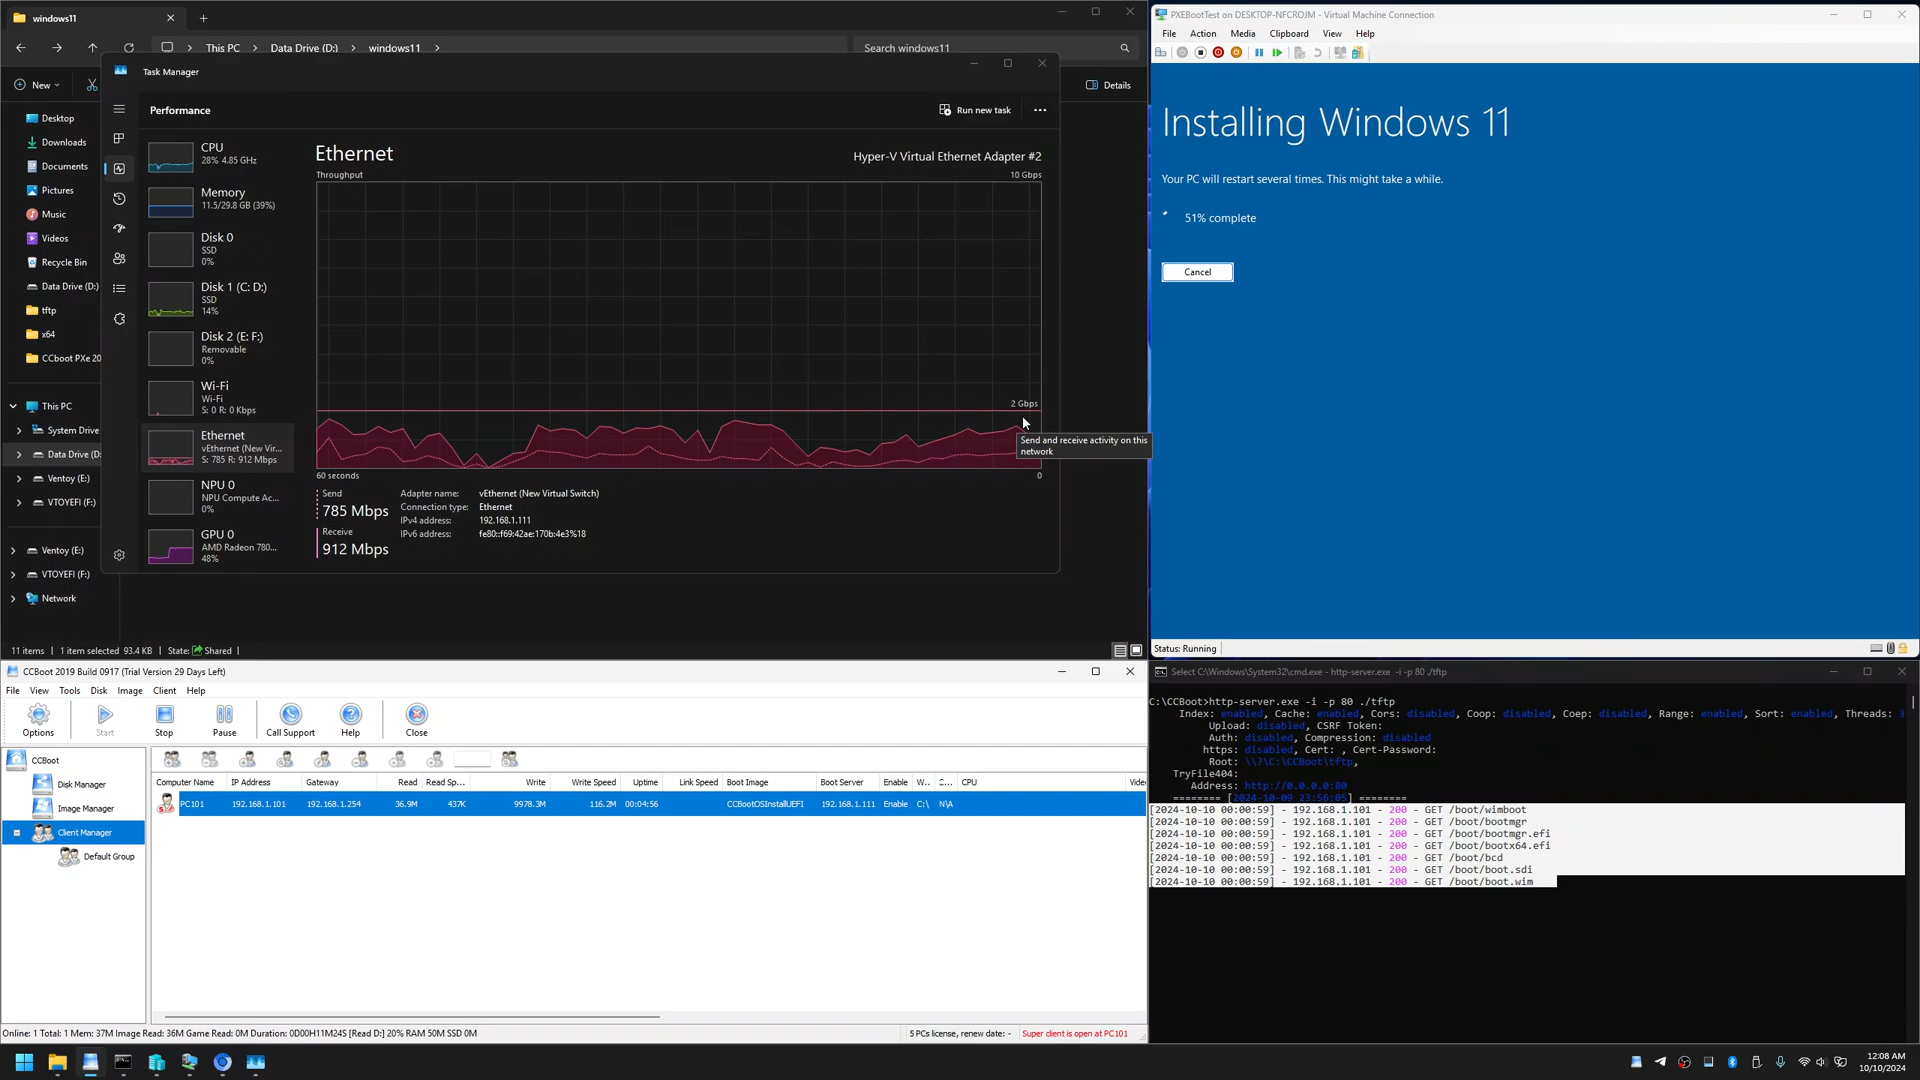 windows11
This PC > Data Drive (D:) > windows11 >
Search windows11
New
Details
Desktop
Downloads
Documents
Pictures
Music
Videos
Recycle Bin
Data Drive (D:)
tftp
x64
CCboot PXe 20
This PC
System Drive
Data Drive (D:
Ventoy (E:)
VTOYEFI (F:)
Ventoy (E:)
VTOYEFI (F:)
Network
11 items
1 item selected 93.4 KB
State: Shared
Task Manager
Performance
Run new task
CPU
28% 4.85 GHz
Memory
11.5/29.8 GB (39%)
Disk 0
SSD
0%
Disk 1 (C: D:)
SSD
14%
Disk 2 (E: F:)
Removable
0%
Wi-Fi
Wi-Fi
S: 0 R: 0 Kbps
Ethernet
vEthernet (New Vir...
S: 785 R: 912 Mbps
NPU 0
NPU Compute Ac...
0%
GPU 0
AMD Radeon 780...
48%
Ethernet
Hyper-V Virtual Ethernet Adapter #2
Throughput
10 Gbps
2 Gbps
Send and receive activity on this
network
60 seconds
0
Send
785 Mbps
Receive
912 Mbps
Adapter name: vEthernet (New Virtual Switch)
Connection type: Ethernet
IPv4 address: 192.168.1.111
IPv6 address: fe80::f69:42ae:170b:4e3%18
PXEBootTest on DESKTOP-NFCROJM - Virtual Machine Connection
File Action Media Clipboard View Help
Installing Windows 11
Your PC will restart several times. This might take a while.
51% complete
Cancel
Status: Running
CCBoot 2019 Build 0917 (Trial Version 29 Days Left)
File View Tools Disk Image Client Help
Options
Start
Stop
Pause
Call Support
Help
Close
CCBoot
Disk Manager
Image Manager
Client Manager
Default Group
Computer Name IP Address Gateway Read Read Sp... Write Write Speed Uptime Link Speed Boot Image Boot Server Enable W.. C... CPU Video
PC101 192.168.1.101 192.168.1.254 36.9M 437K 9978.3M 116.2M 00:04:56 CCBootOSInstallUEFI 192.168.1.111 Enable C:\ N\A
Online: 1 Total: 1 Mem: 37M Image Read: 36M Game Read: 0M Duration: 0D00H11M24S [Read D:] 20% RAM 50M SSD 0M
5 PCs license, renew date: -
Super client is open at PC101
Select C:\Windows\System32\cmd.exe - http-server.exe -i -p 80 ./tftp
C:\CCBoot>http-server.exe -i -p 80 ./tftp
Index: enabled, Cache: enabled, Cors: disabled, Coop: disabled, Coep: disabled, Range: enabled, Sort: enabled, Threads: 3
Upload: disabled, CSRF Token:
Auth: disabled, Compression: disabled
https: disabled, Cert: , Cert-Password:
Root: \\?\C:\CCBoot\tftp,
TryFile404:
Address: http://0.0.0.0:80
======== [2024-10-09 23:56:05] ========
[2024-10-10 00:00:59] - 192.168.1.101 - 200 - GET /boot/wimboot
[2024-10-10 00:00:59] - 192.168.1.101 - 200 - GET /boot/bootmgr
[2024-10-10 00:00:59] - 192.168.1.101 - 200 - GET /boot/bootmgr.efi
[2024-10-10 00:00:59] - 192.168.1.101 - 200 - GET /boot/bootx64.efi
[2024-10-10 00:00:59] - 192.168.1.101 - 200 - GET /boot/bcd
[2024-10-10 00:00:59] - 192.168.1.101 - 200 - GET /boot/boot.sdi
[2024-10-10 00:00:59] - 192.168.1.101 - 200 - GET /boot/boot.wim
12:08 AM
10/10/2024